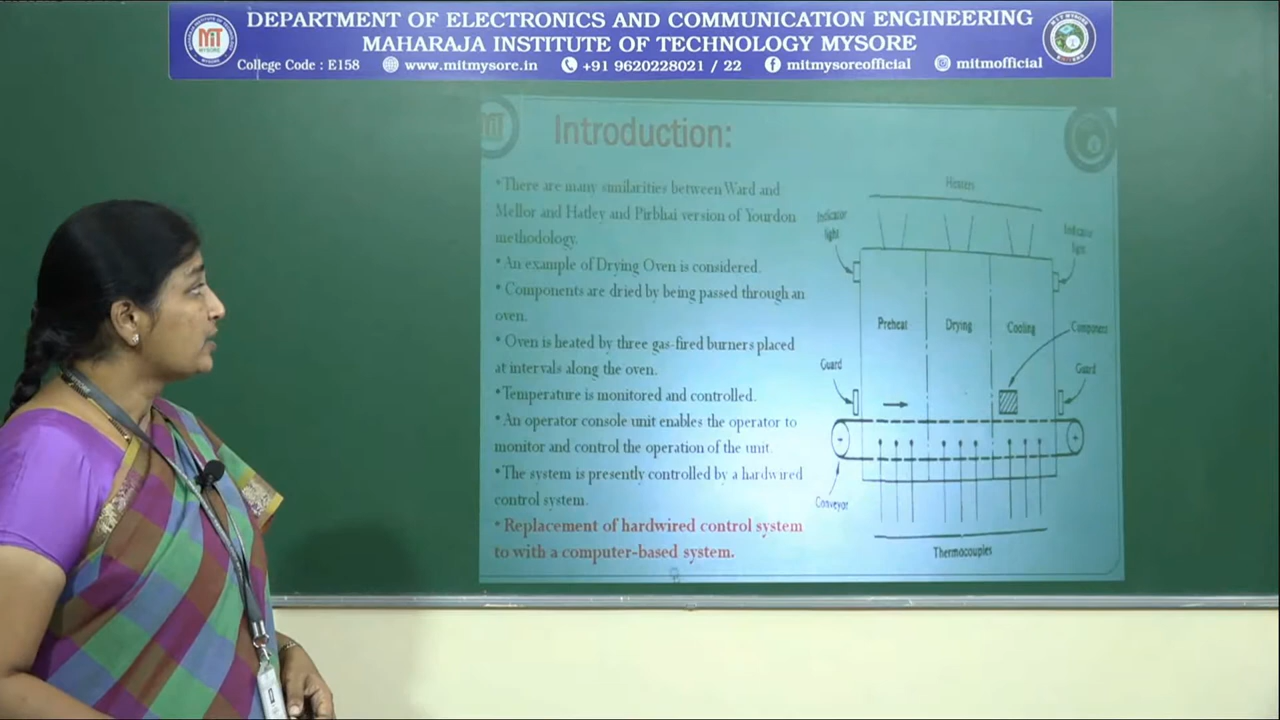 DEPARTMENT OF ELECTRONICS AND COMMUNICATION ENGINEERING
MAHARAJA INSTITUTE OF TECHNOLOGY MYSORE
College Code : E158 www.mitmysore.in +91 9620228021 / 22 mitmysoreofficial mitmofficial
MIT
MYSORE
MIT
Introduction:
•There are many similarities between Ward and
Mellor and Hatley and Pirbhai version of Yourdon
methodology.
•An example of Drying Oven is considered.
•Components are dried by being passed through an
oven.
•Oven is heated by three gas-fired burners placed
at intervals along the oven.
•Temperature is monitored and controlled.
•An operator console unit enables the operator to
monitor and control the operation of the unit.
•The system is presently controlled by a hardwired
control system.
•Replacement of hardwired control system
to with a computer-based system.
Heaters
Indicator
light
Indicator
light
Preheat
Drying
Cooling
Component
Guard
Guard
Conveyor
Thermocouples